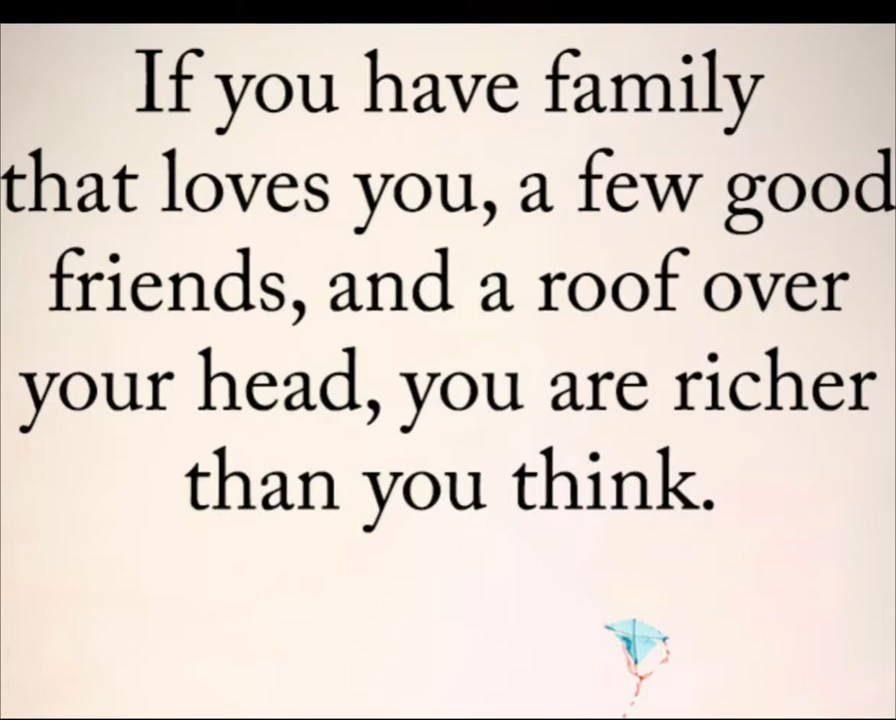 If you have family
that loves you, a few good
friends, and a roof over
your head, you are richer
than you think.